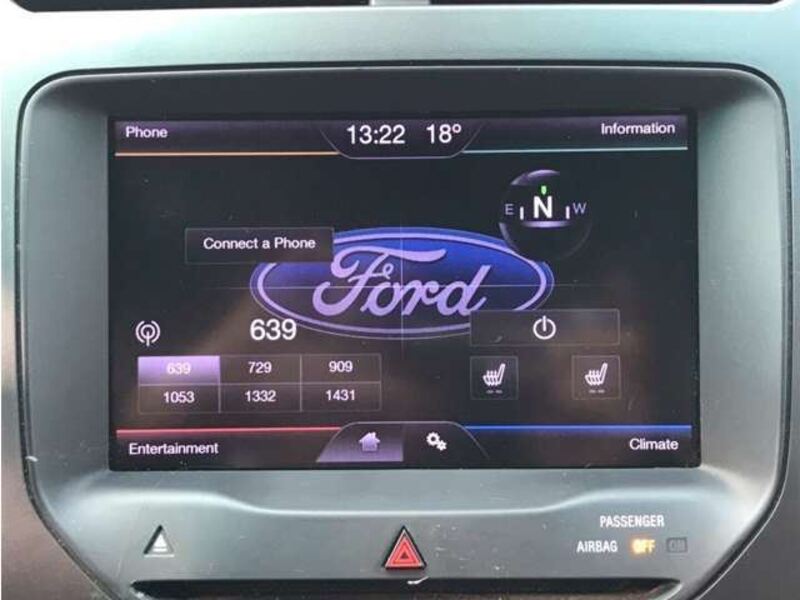 Phone 13:22 18° Information
E N W
Connect a Phone
Ford
639
639 729 909
1053 1332 1431
Entertainment Climate
PASSENGER
AIRBAG OFF ON